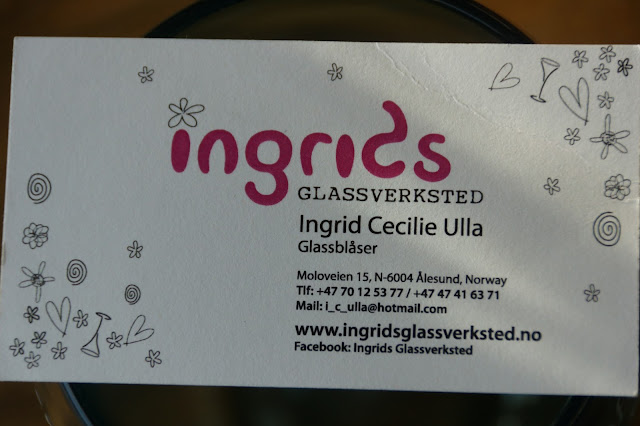 ingrids
GLASSVERKSTED
Ingrid Cecilie Ulla
Glassblåser
Moloveien 15, N-6004 Ålesund, Norway
Tlf: +47 70 12 53 77 / +47 47 41 63 71
Mail: i_c_ulla@hotmail.com
www.ingridsglassverksted.no
Facebook: Ingrids Glassverksted